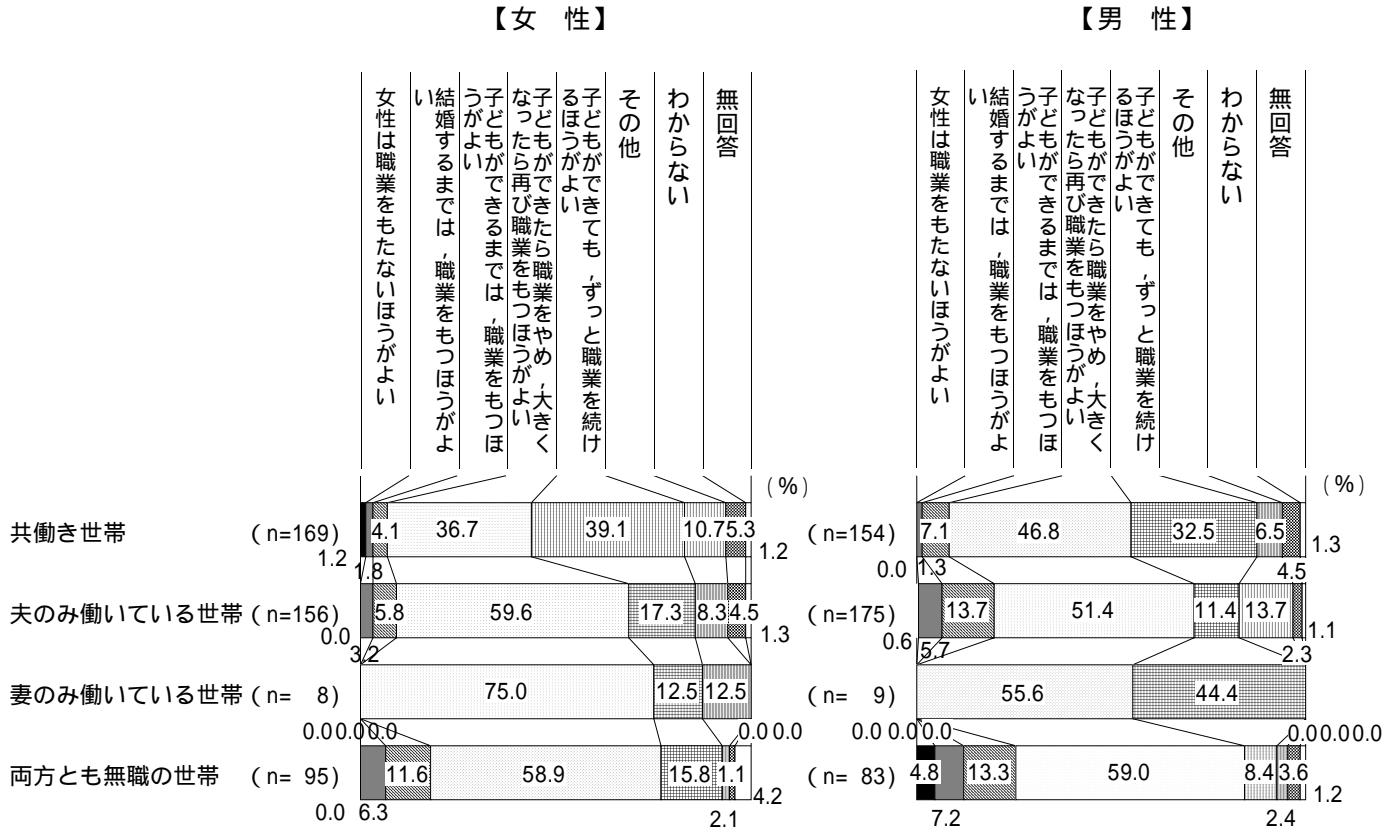 【女　性】
女性は職業をもたないほうがよい
結婚するまでは，職業をもつほうがよ
い
子どもができるまでは，職業をもつほ
うがよい
子どもができたら職業をやめ，大きく
なったら再び職業をもつほうがよい
子どもができても，ずっと職業を続け
るほうがよい
その他
わからない
無回答
【男　性】
女性は職業をもたないほうがよい
結婚するまでは，職業をもつほうがよ
い
子どもができるまでは，職業をもつほ
うがよい
子どもができたら職業をやめ，大きく
なったら再び職業をもつほうがよい
子どもができても，ずっと職業を続け
るほうがよい
その他
わからない
無回答
(%)
(%)
共働き世帯 (n=169) 4.1 36.7 39.1 10.7 5.3 1.2
1.2 1.8
(n=154) 7.1 46.8 32.5 6.5 1.3
0.0 1.3 4.5
夫のみ働いている世帯 (n=156) 5.8 59.6 17.3 8.3 4.5 1.3
0.0 3.2
(n=175) 13.7 51.4 11.4 13.7 1.1
0.6 5.7 2.3
妻のみ働いている世帯 (n= 8) 75.0 12.5 12.5
0.0 0.0 0.0 0.0 0.0
(n= 9) 55.6 44.4
0.0 0.0 0.0 0.0 0.0 0.0
両方とも無職の世帯 (n= 95) 11.6 58.9 15.8 1.1 4.2
0.0 6.3 2.1
(n= 83) 4.8 13.3 59.0 8.4 3.6 1.2
7.2 2.4